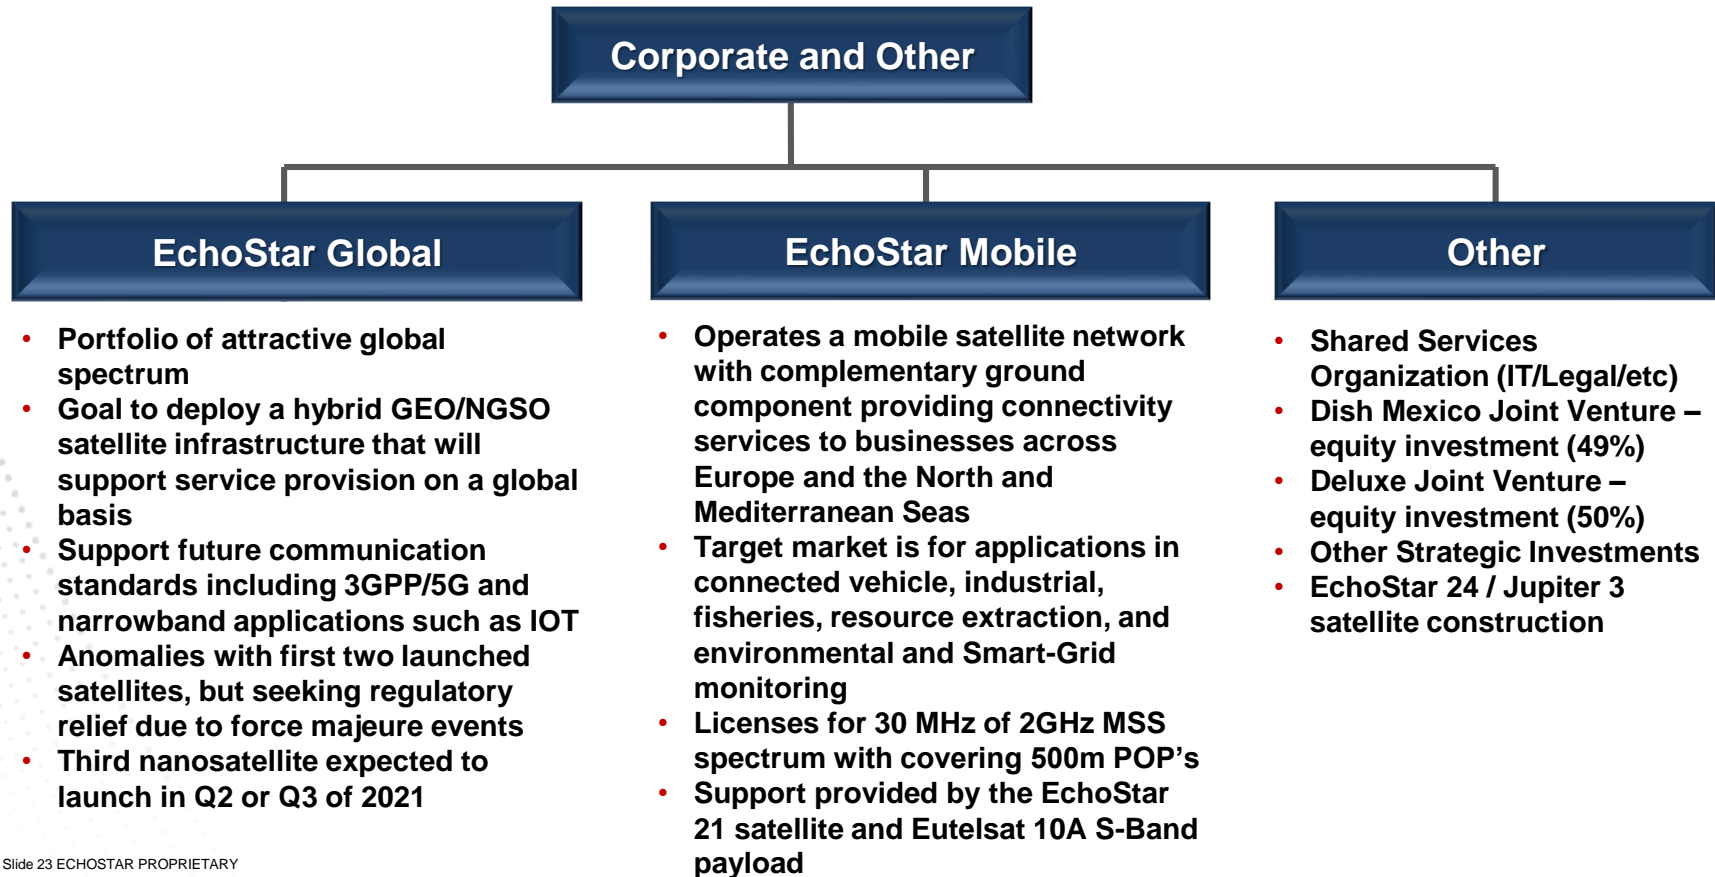 Corporate and Other
EchoStar Global
• Portfolio of attractive global
spectrum
• Goal to deploy a hybrid GEO/NGSO
satellite infrastructure that will
support service provision on a global
basis
• Support future communication
standards including 3GPP/5G and
narrowband applications such as IOT
• Anomalies with first two launched
satellites, but seeking regulatory
relief due to force majeure events
• Third nanosatellite expected to
launch in Q2 or Q3 of 2021
EchoStar Mobile
• Operates a mobile satellite network
with complementary ground
component providing connectivity
services to businesses across
Europe and the North and
Mediterranean Seas
• Target market is for applications in
connected vehicle, industrial,
fisheries, resource extraction, and
environmental and Smart-Grid
monitoring
• Licenses for 30 MHz of 2GHz MSS
spectrum with covering 500m POP's
• Support provided by the EchoStar
21 satellite and Eutelsat 10A S-Band
payload
Other
• Shared Services
Organization (IT/Legal/etc)
• Dish Mexico Joint Venture –
equity investment (49%)
• Deluxe Joint Venture –
equity investment (50%)
• Other Strategic Investments
• EchoStar 24 / Jupiter 3
satellite construction
Slide 23 ECHOSTAR PROPRIETARY